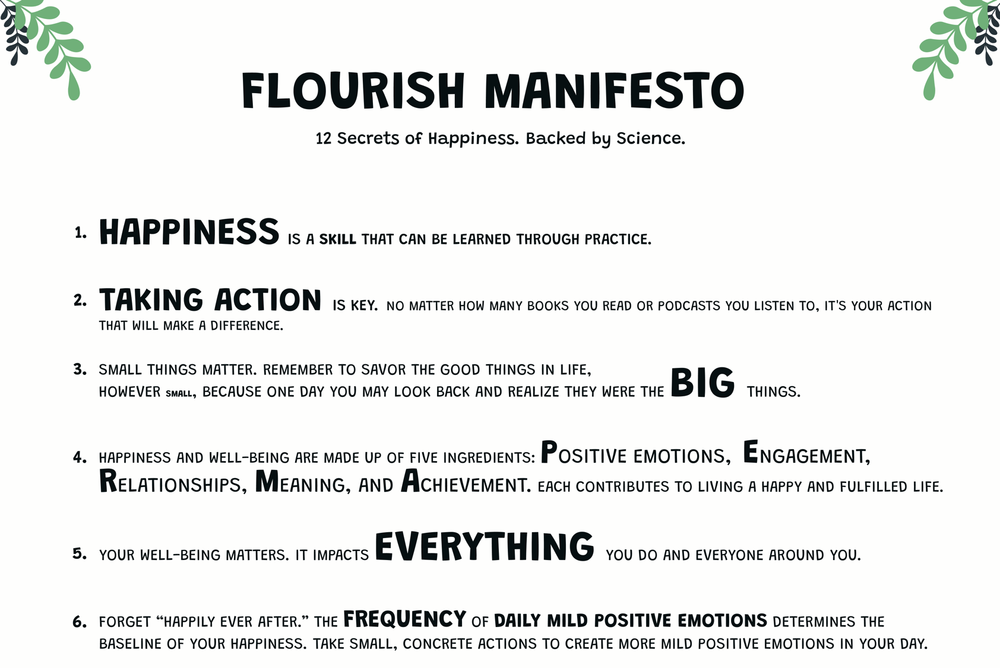 FLOURISH MANIFESTO
12 Secrets of Happiness. Backed by Science.
1. HAPPINESS IS A SKILL THAT CAN BE LEARNED THROUGH PRACTICE.
2. TAKING ACTION IS KEY. NO MATTER HOW MANY BOOKS YOU READ OR PODCASTS YOU LISTEN TO, IT'S YOUR ACTION
THAT WILL MAKE A DIFFERENCE.
3. SMALL THINGS MATTER. REMEMBER TO SAVOR THE GOOD THINGS IN LIFE,
HOWEVER SMALL, BECAUSE ONE DAY YOU MAY LOOK BACK AND REALIZE THEY WERE THE BIG THINGS.
4. HAPPINESS AND WELL-BEING ARE MADE UP OF FIVE INGREDIENTS: POSITIVE EMOTIONS, ENGAGEMENT,
RELATIONSHIPS, MEANING, AND ACHIEVEMENT. EACH CONTRIBUTES TO LIVING A HAPPY AND FULFILLED LIFE.
5. YOUR WELL-BEING MATTERS. IT IMPACTS EVERYTHING YOU DO AND EVERYONE AROUND YOU.
6. FORGET “HAPPILY EVER AFTER.” THE FREQUENCY OF DAILY MILD POSITIVE EMOTIONS DETERMINES THE
BASELINE OF YOUR HAPPINESS. TAKE SMALL, CONCRETE ACTIONS TO CREATE MORE MILD POSITIVE EMOTIONS IN YOUR DAY.